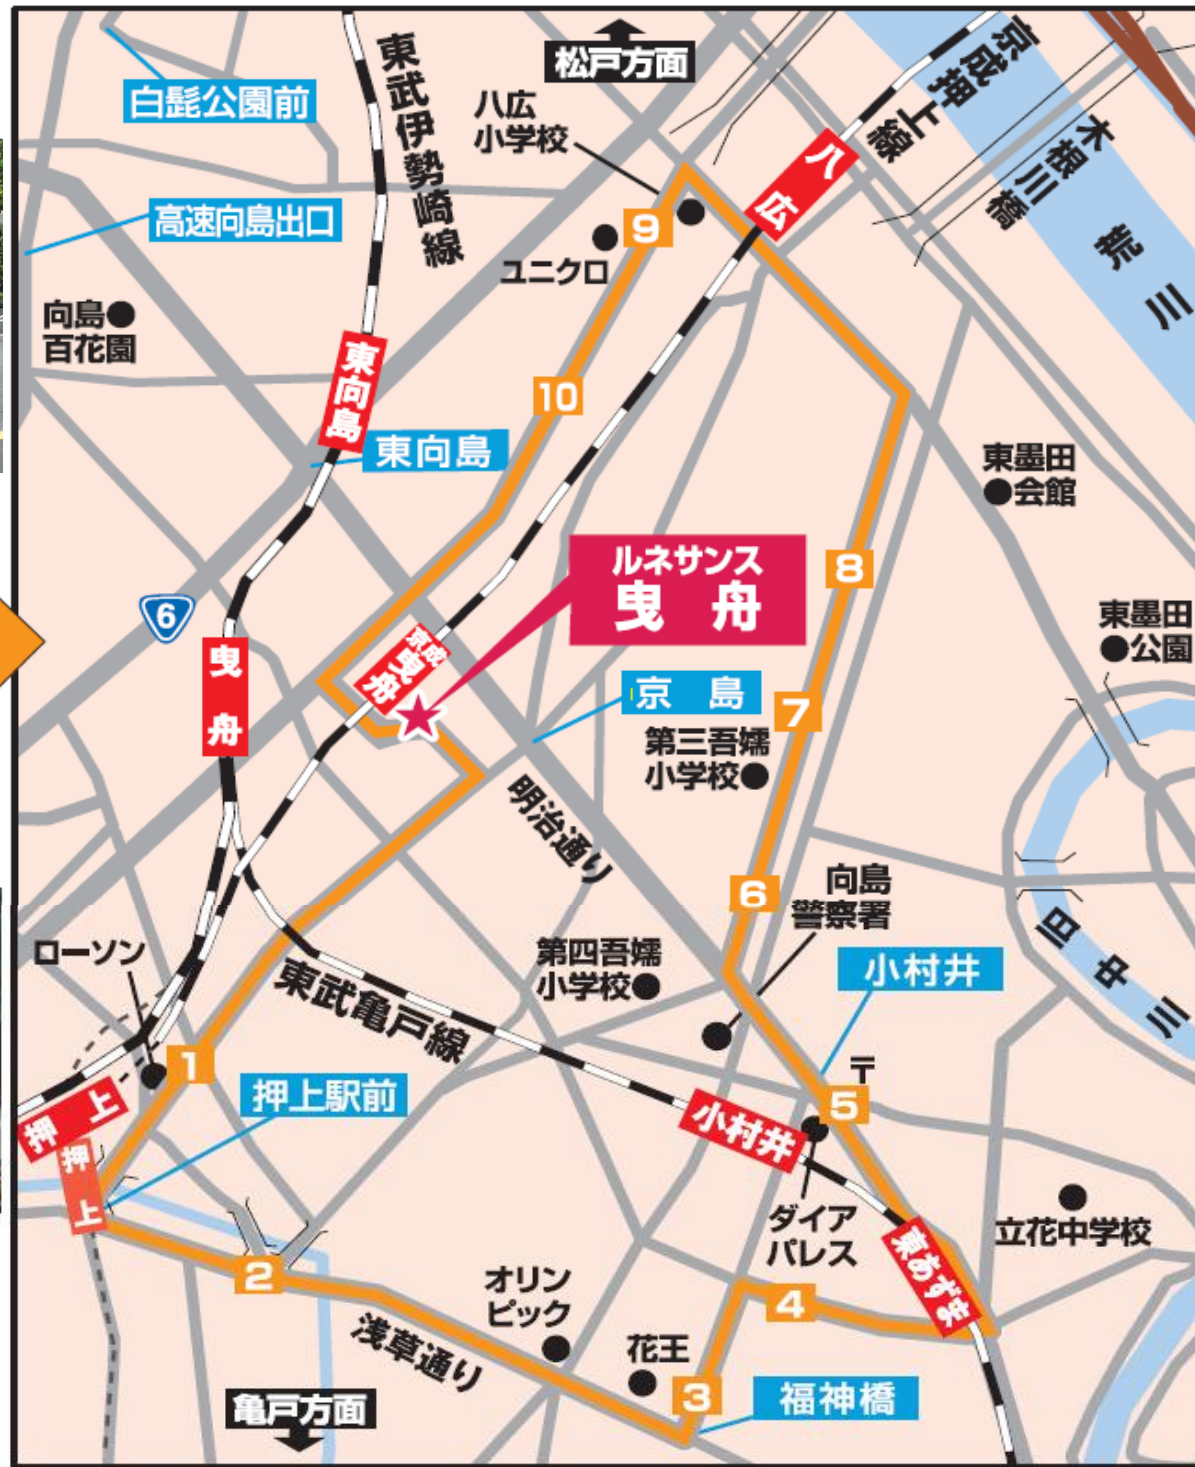 松戸方面
京成押上線
東武伊勢崎線
白髭公園前
八広
小学校
木根川橋
荒川
八広
高速向島出口
9
ユニクロ
向島
百花園
東向島
10
東向島
東墨田
会館
ルネサンス
曳舟
8
6
東墨田
公園
京成
曳舟
曳舟
京島
7
第三吾嬬
小学校
明治通り
6
向島
警察署
旧中川
ローソン
第四吾嬬
小学校
小村井
東武亀戸線
1
〒
押上駅前
5
押上
小村井
押上
ダイア
パレス
立花中学校
東あずま
2
オリン
ピック
4
浅草通り
花王
3
福神橋
亀戸方面